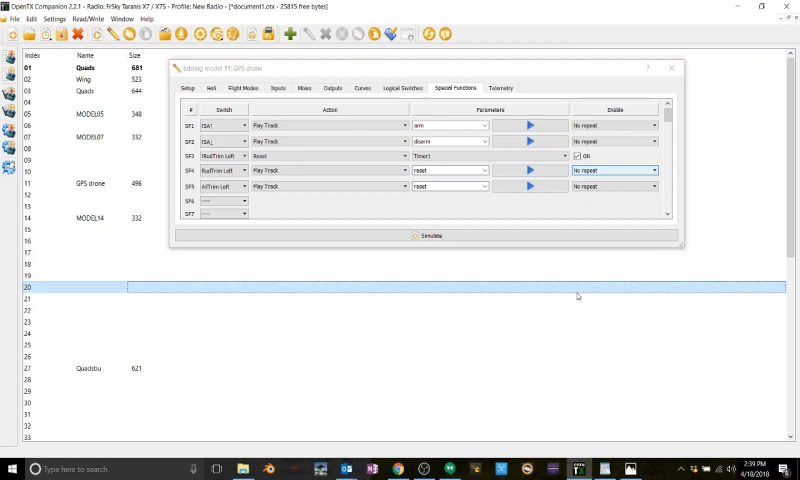 OpenTX Companion 2.2.1 - Radio: FrSky Taranis X7 / X7S - Profile: New Radio - [*document1.otx - 25815 free bytes]
File Edit Settings Read/Write Window Help
Index Name Size
01 Quads 681
02 Wing 523
03 Quads 644
04
05 MODEL05 348
06
07 MODEL07 332
08
09
10
11 GPS drone 496
12
13
14 MODEL14 332
15
16
17
18
19
20
21
22
23
24
25
26
27 Quadsbu 621
28
29
30
31
32
33
Editing model 11: GPS drone
Setup Heli Flight Modes Inputs Mixes Outputs Curves Logical Switches Special Functions Telemetry
# Switch Action Parameters Enable
SF1 !SA↑ Play Track arm No repeat
SF2 !SA↓ Play Track disarm No repeat
SF3 !RudTrim Left Reset Timer1 ON
SF4 RudTrim Left Play Track reset No repeat
SF5 AilTrim Left Play Track reset No repeat
SF6 ----
SF7 ----
Simulate
Type here to search
2:39 PM
4/18/2018